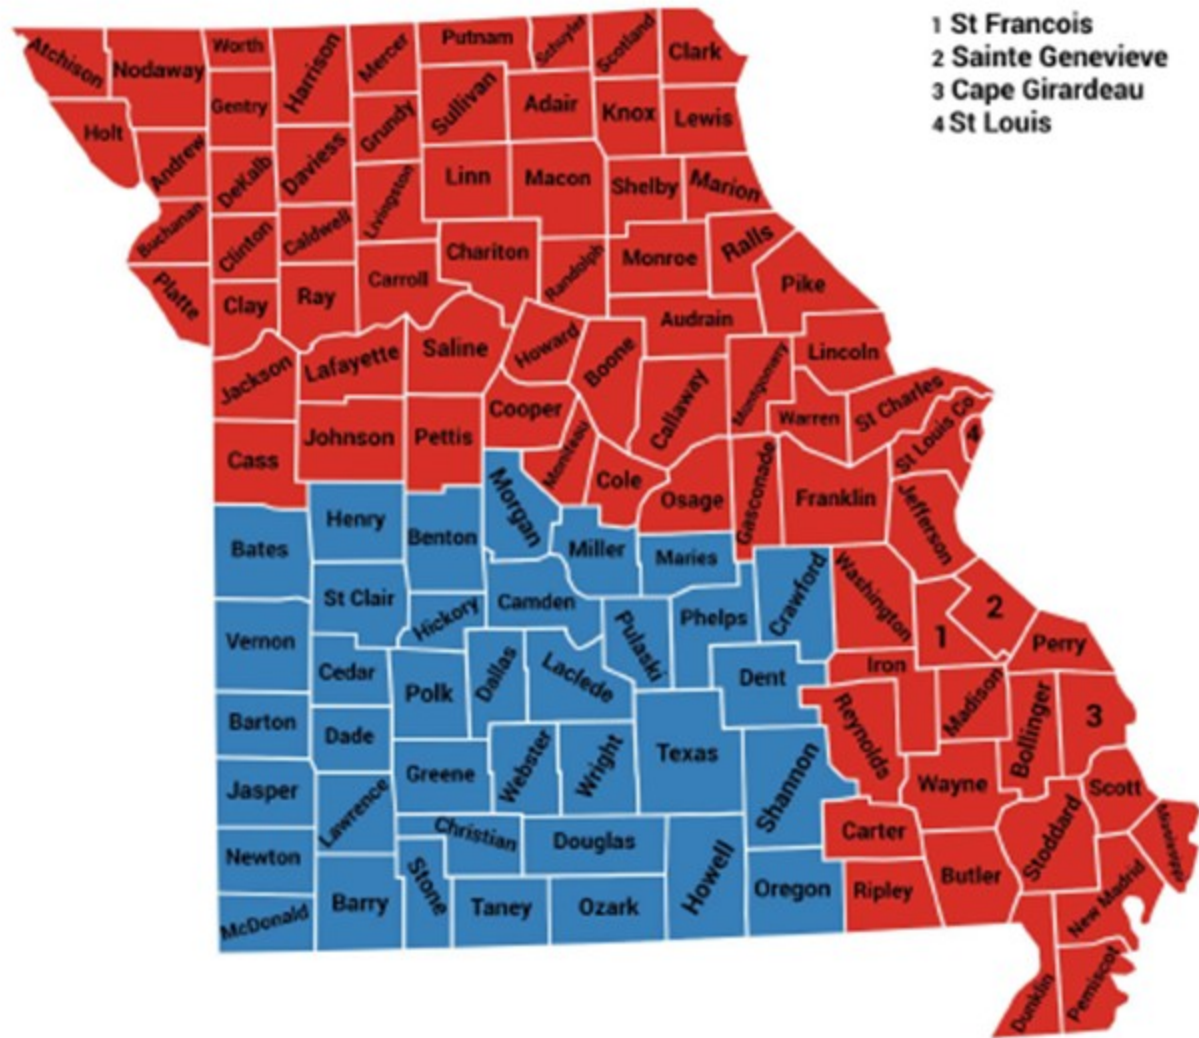 1 St Francois
2 Sainte Genevieve
3 Cape Girardeau
4 St Louis
Atchison
Nodaway
Worth
Harrison
Mercer
Putnam
Schuyler
Scotland
Clark
Holt
Gentry
Grundy
Sullivan
Adair
Knox
Lewis
Andrew
DeKalb
Daviess
Livingston
Linn
Macon
Shelby
Marion
Buchanan
Clinton
Caldwell
Carroll
Chariton
Randolph
Monroe
Ralls
Pike
Platte
Clay
Ray
Audrain
Jackson
Lafayette
Saline
Howard
Boone
Callaway
Montgomery
Lincoln
Cass
Johnson
Pettis
Cooper
Moniteau
Cole
Osage
Gasconade
Warren
St Charles
St Louis Co
4
Franklin
Jefferson
Bates
Henry
Benton
Morgan
Miller
Maries
Crawford
Washington
1
2
Perry
Vernon
St Clair
Hickory
Camden
Pulaski
Phelps
Cedar
Polk
Dallas
Laclede
Dent
Iron
Madison
Bollinger
3
Reynolds
Barton
Dade
Greene
Webster
Wright
Texas
Shannon
Wayne
Scott
Jasper
Lawrence
Christian
Douglas
Howell
Carter
Stoddard
Mississippi
Newton
McDonald
Barry
Stone
Taney
Ozark
Oregon
Ripley
Butler
New Madrid
Dunklin
Pemiscot